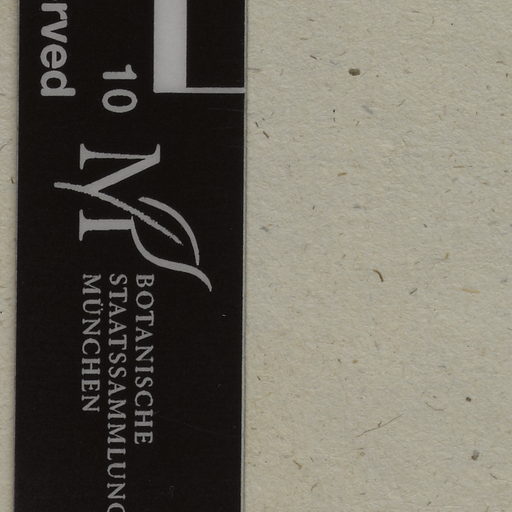 rved
10
BOTANISCHE
STAATSSAMMLUNG
MÜNCHEN